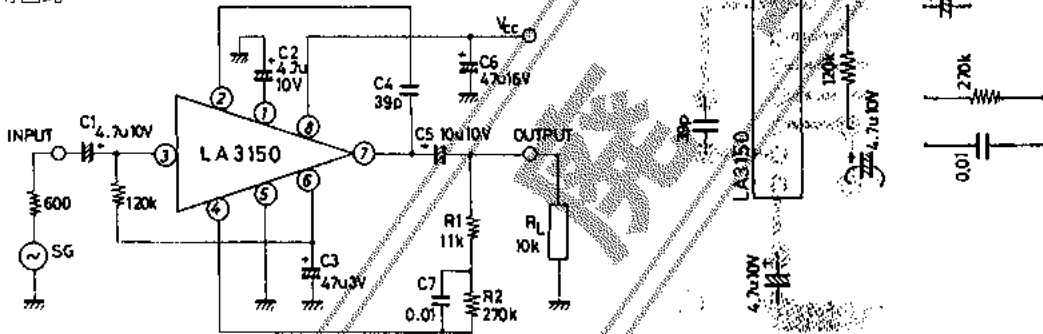 2
C2
4.7u
10V
VCC
C6
47u16V
C4
39p
1
8
INPUT
C1 4.7u10V
3
LA3150
7
C5 10u10V
OUTPUT
600
120k
6
5
4
SG
C3
47u3V
R1
11k
RL
10k
C7
0.01
R2
270k
39p
LA3150
120k
4.7u10V
4.7u10V
270k
0.01